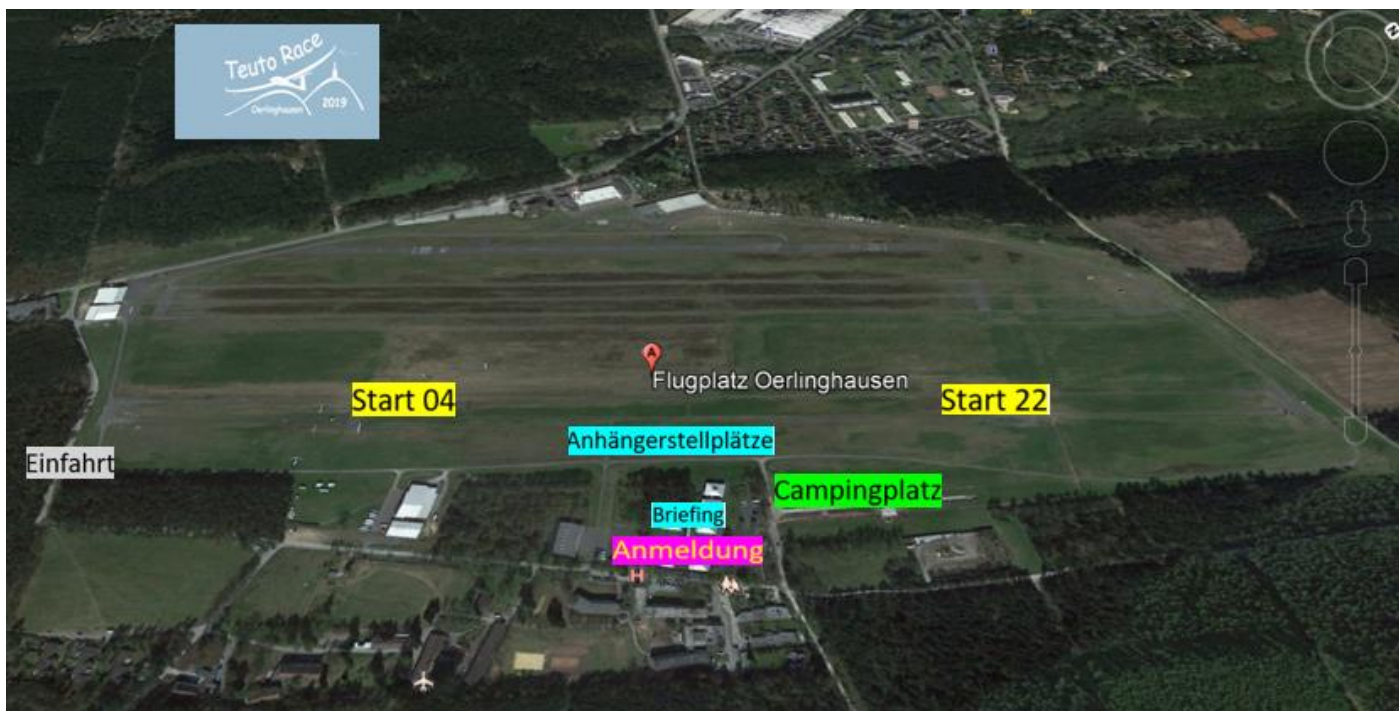 Teuto Race
Oerlinghausen
2019
A
Flugplatz Oerlinghausen
Start 04
Start 22
Anhängerstellplätze
Einfahrt
Campingplatz
Briefing
Anmeldung
H